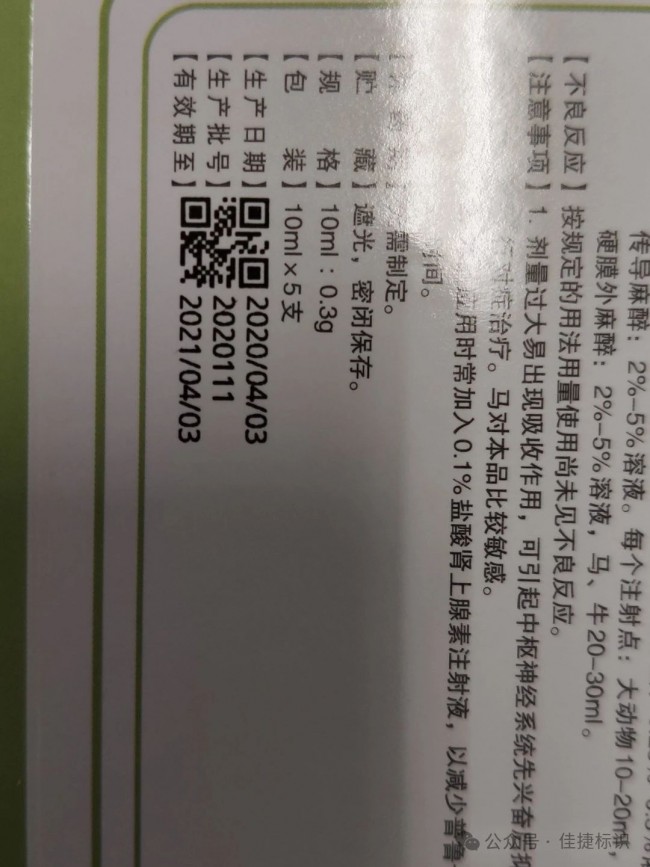 传导麻醉：2%-5%溶液。每个注射点：大动物10-20ml，
硬膜外麻醉：2%-5%溶液，马、牛20-30ml。
【不良反应】按规定的用法用量使用尚未见不良反应。
【注意事项】1. 剂量过大易出现吸收作用，可引起中枢神经系统先兴奋后
对症治疗。马对本品比较敏感。
用时常加入0.1%盐酸肾上腺素注射液，以减少普鲁
间。
需制定。
【贮　藏】遮光，密闭保存。
【规　格】10ml：0.3g
【包　装】10ml×5支
【生产日期】2020/04/03
【生产批号】2020111
【有效期至】2021/04/03
公众号 · 佳捷标识